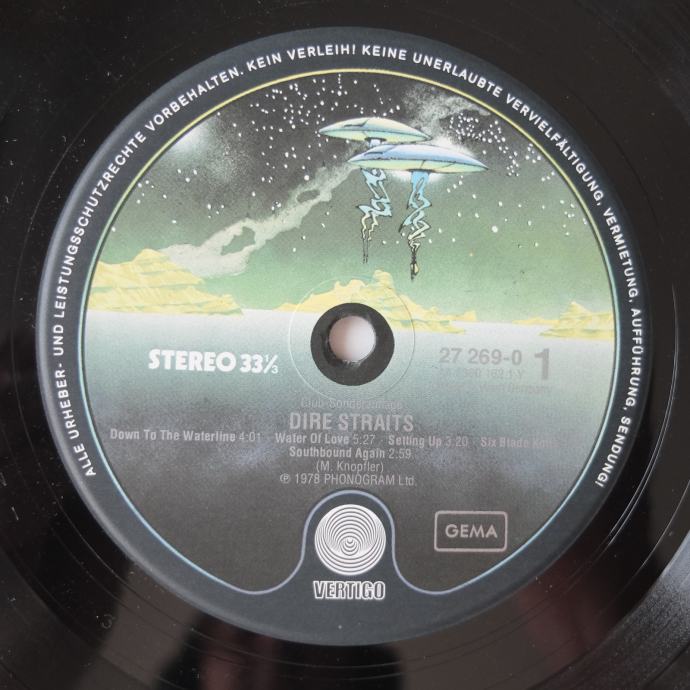 ALLE URHEBER- UND LEISTUNGSSCHUTZRECHTE VORBEHALTEN. KEIN VERLEIH! KEINE UNERLAUBTE VERVIELFÄLTIGUNG, VERMIETUNG, AUFFÜHRUNG, SENDUNG!
STEREO 33⅓
27 269-0 1
Club-Sonderauflage
DIRE STRAITS
Down To The Waterline 4:01 · Water Of Love 5:27 · Setting Up 3:20 · Six Blade
Southbound Again 2:59
(M. Knopfler)
℗ 1978 PHONOGRAM Ltd.
GEMA
VERTIGO